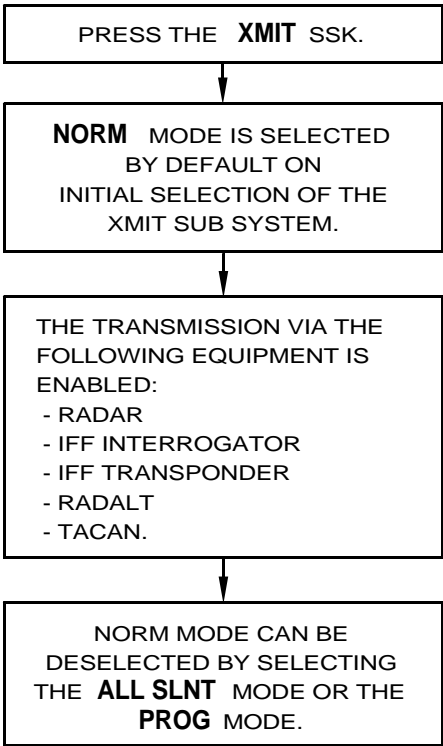 PRESS THE XMIT SSK.
NORM MODE IS SELECTED
BY DEFAULT ON
INITIAL SELECTION OF THE
XMIT SUB SYSTEM.
THE TRANSMISSION VIA THE
FOLLOWING EQUIPMENT IS
ENABLED:
- RADAR
- IFF INTERROGATOR
- IFF TRANSPONDER
- RADALT
- TACAN.
NORM MODE CAN BE
DESELECTED BY SELECTING
THE ALL SLNT MODE OR THE
PROG MODE.